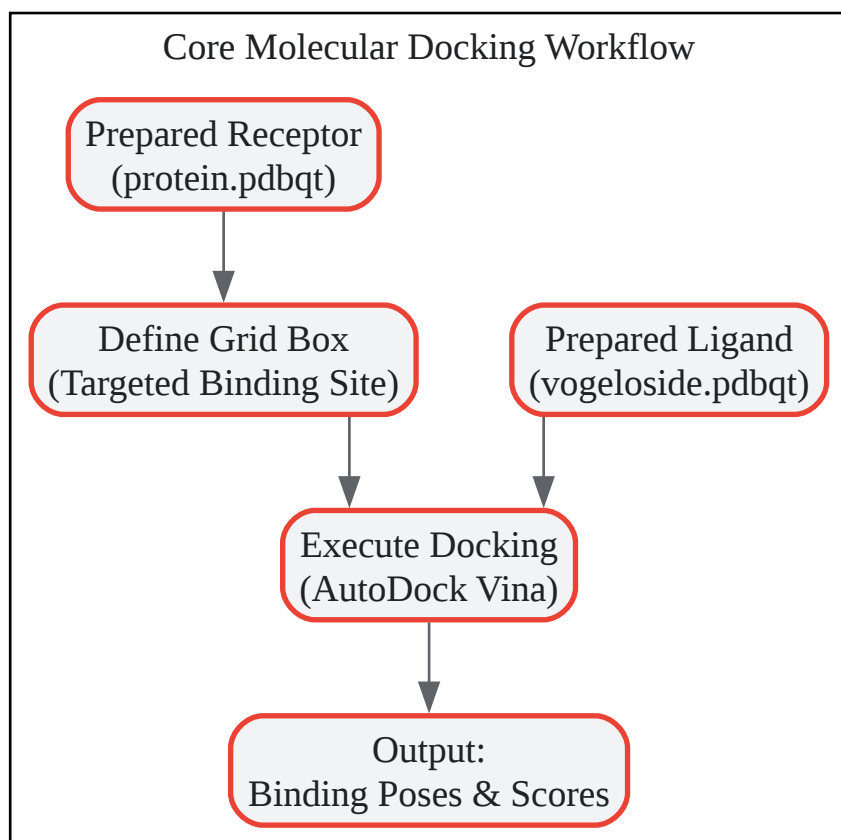 Core Molecular Docking Workflow
Prepared Receptor
(protein.pdbqt)
Define Grid Box
(Targeted Binding Site)
Prepared Ligand
(vogeloside.pdbqt)
Execute Docking
(AutoDock Vina)
Output:
Binding Poses & Scores